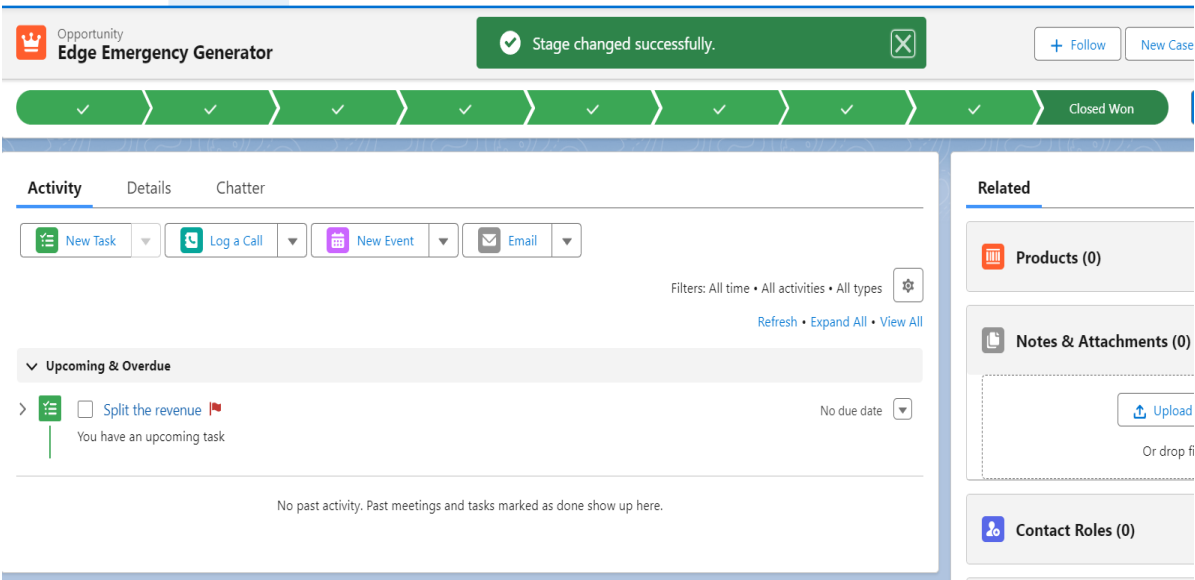 Opportunity
Edge Emergency Generator
Stage changed successfully.
+ Follow
New Case
Closed Won
Activity
Details
Chatter
New Task
Log a Call
New Event
Email
Filters: All time • All activities • All types
Refresh • Expand All • View All
Upcoming & Overdue
Split the revenue
No due date
You have an upcoming task
No past activity. Past meetings and tasks marked as done show up here.
Related
Products (0)
Notes & Attachments (0)
Upload
Or drop fi
Contact Roles (0)